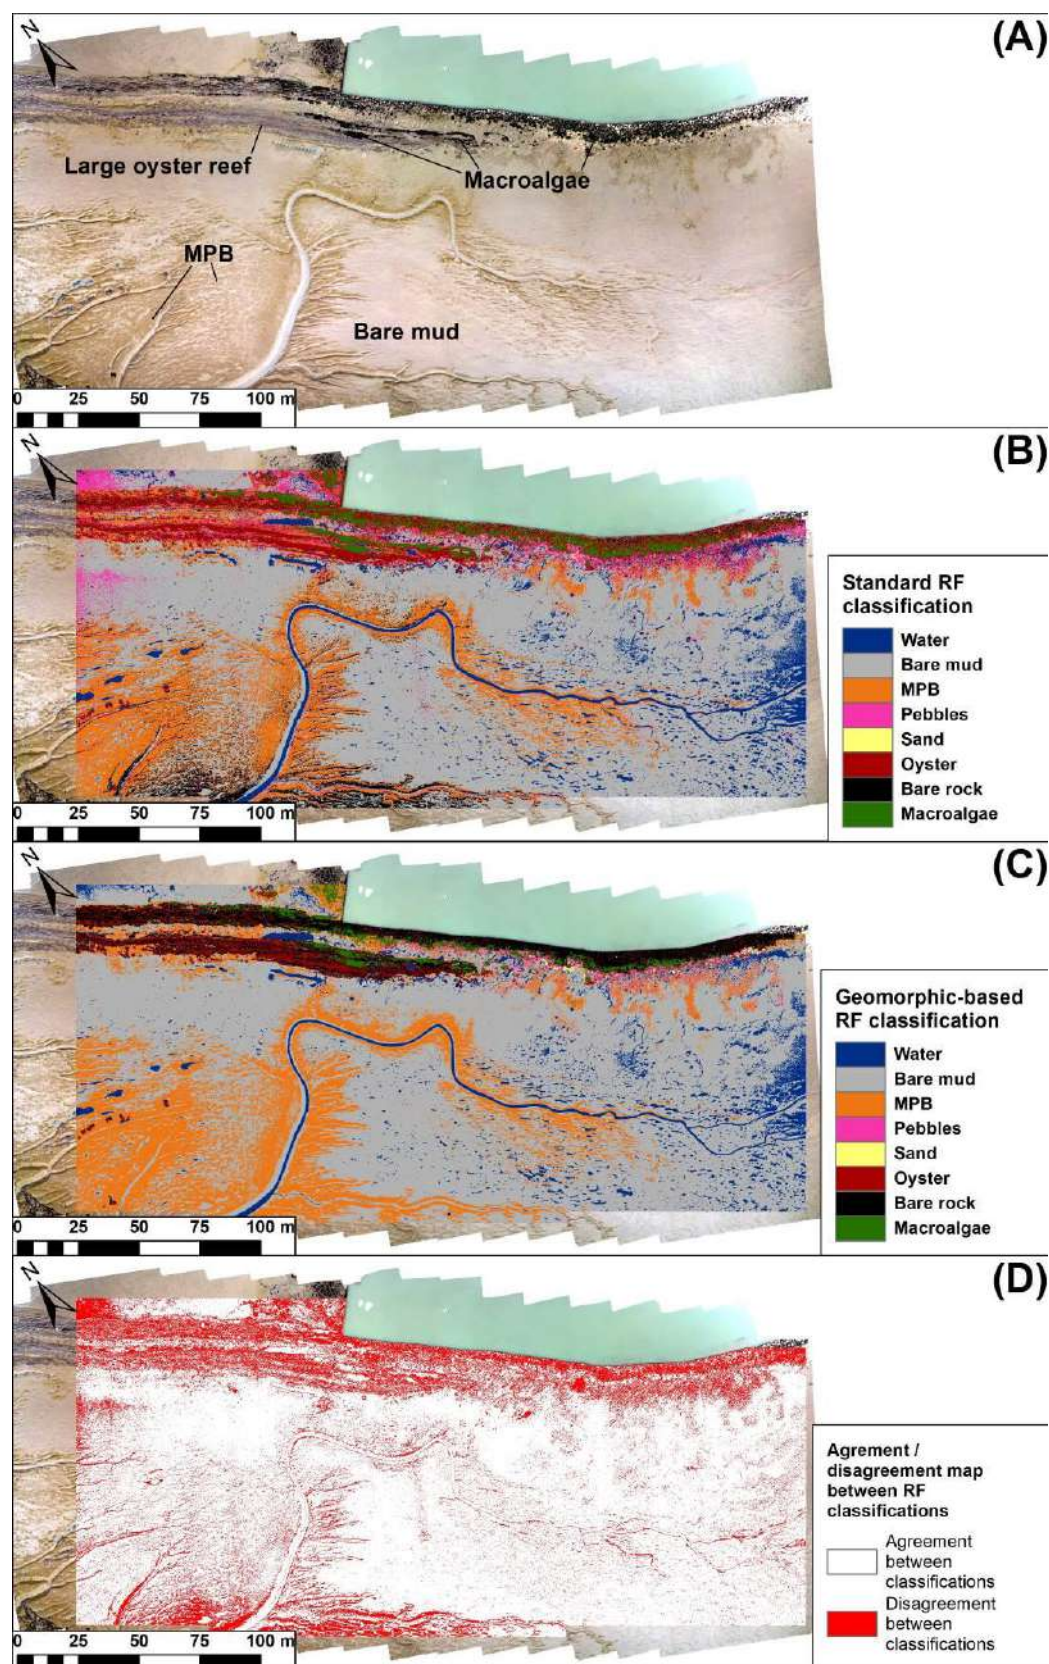 (A)
N
Large oyster reef
Macroalgae
MPB
Bare mud
0 25 50 75 100 m
(B)
N
Standard RF
classification
Water
Bare mud
MPB
Pebbles
Sand
Oyster
Bare rock
Macroalgae
0 25 50 75 100 m
(C)
N
Geomorphic-based
RF classification
Water
Bare mud
MPB
Pebbles
Sand
Oyster
Bare rock
Macroalgae
0 25 50 75 100 m
(D)
N
Agrement /
disagreement map
between RF
classifications
Agreement
between
classifications
Disagreement
between
classifications
0 25 50 75 100 m